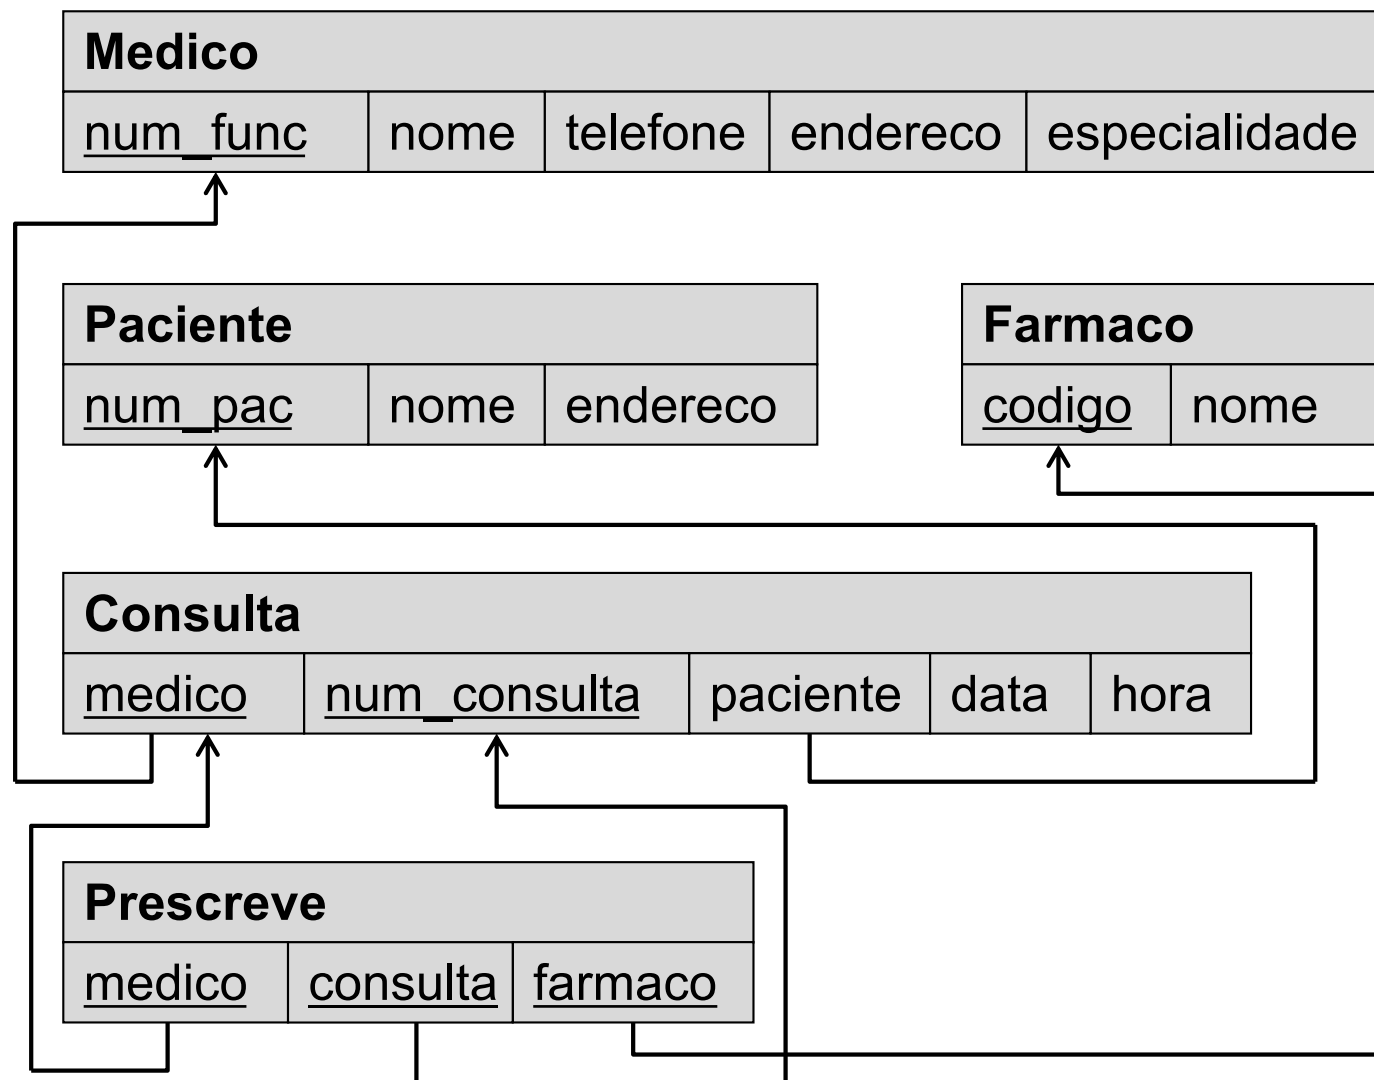 Medico
num_func nome telefone endereco especialidade
Paciente
num_pac nome endereco
Farmaco
codigo nome
Consulta
medico num_consulta paciente data hora
Prescreve
medico consulta farmaco